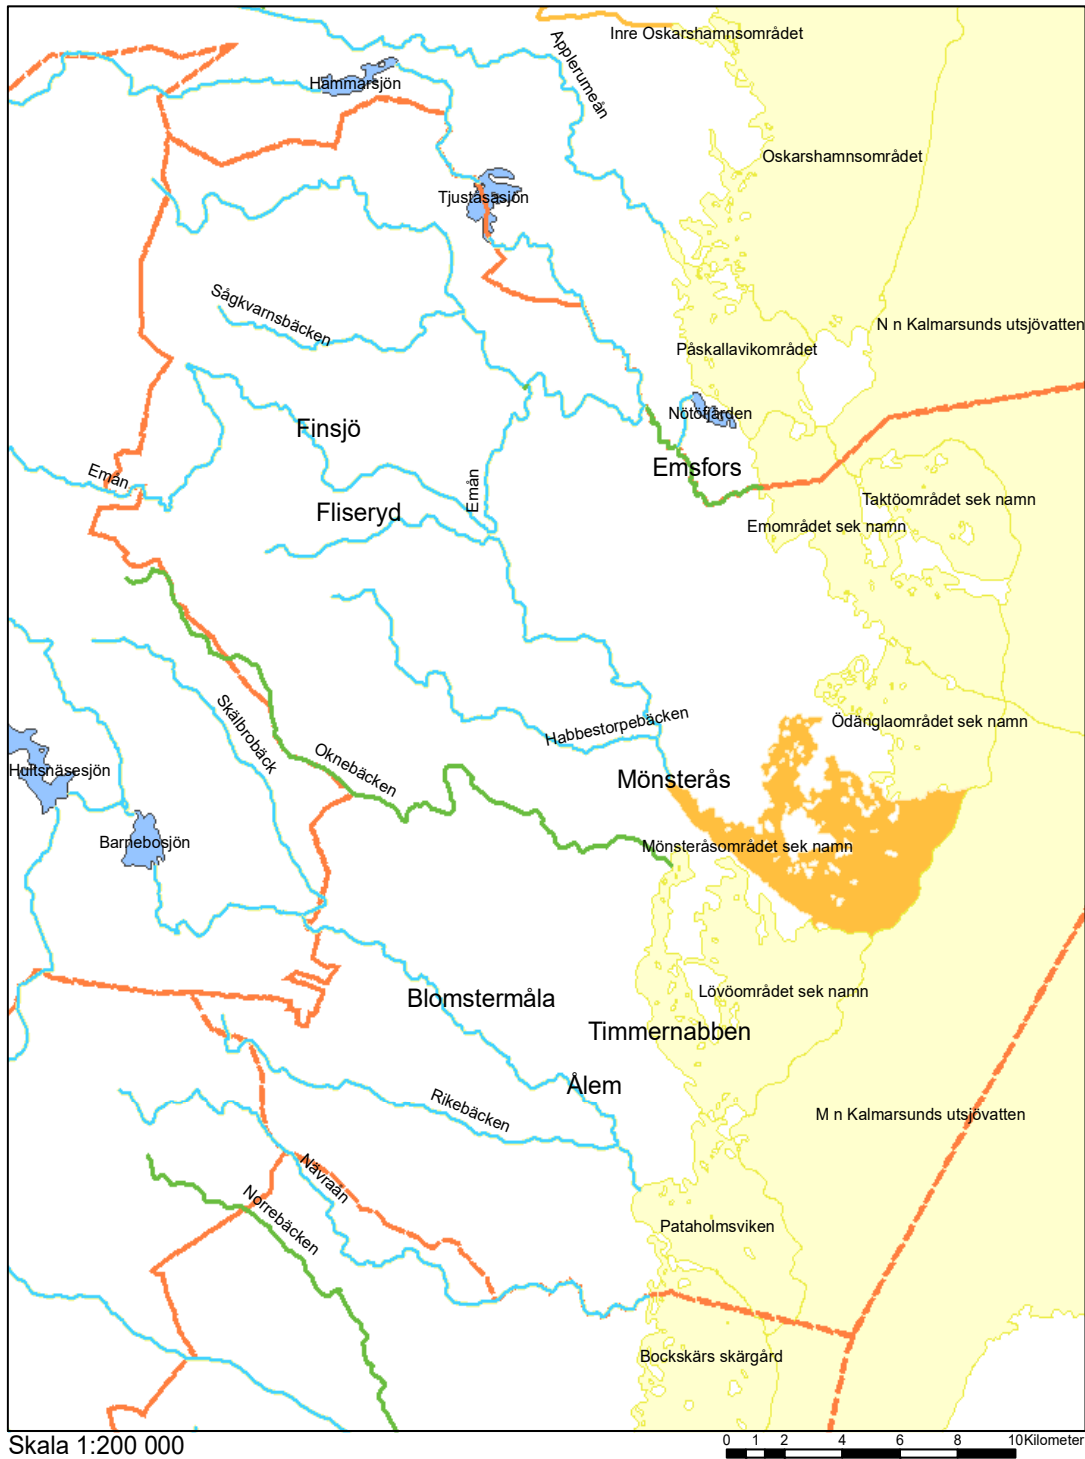 Inre Oskarshamnsområdet
Applerumeån
Hammarsjön
Oskarshamnsområdet
Tjustasasjön
Sågkvarnsbäcken
N n Kalmarsunds utsjövatten
Påskallavikområdet
Nötöfjärden
Finsjö
Emsfors
Emån
Emån
Taktöområdet sek namn
Fliseryd
Emområdet sek namn
Skälbrobäck
Habbestorpebäcken
Ödänglaområdet sek namn
Oknebäcken
Hultsnäsesjön
Mönsterås
Barnebosjön
Mönsteråsområdet sek namn
Blomstermåla
Lövöområdet sek namn
Timmernabben
Ålem
Rikebäcken
M n Kalmarsunds utsjövatten
Nävraån
Norrebäcken
Pataholmsviken
Bockskärs skärgård
Skala 1:200 000
0 1 2 4 6 8 10Kilometer